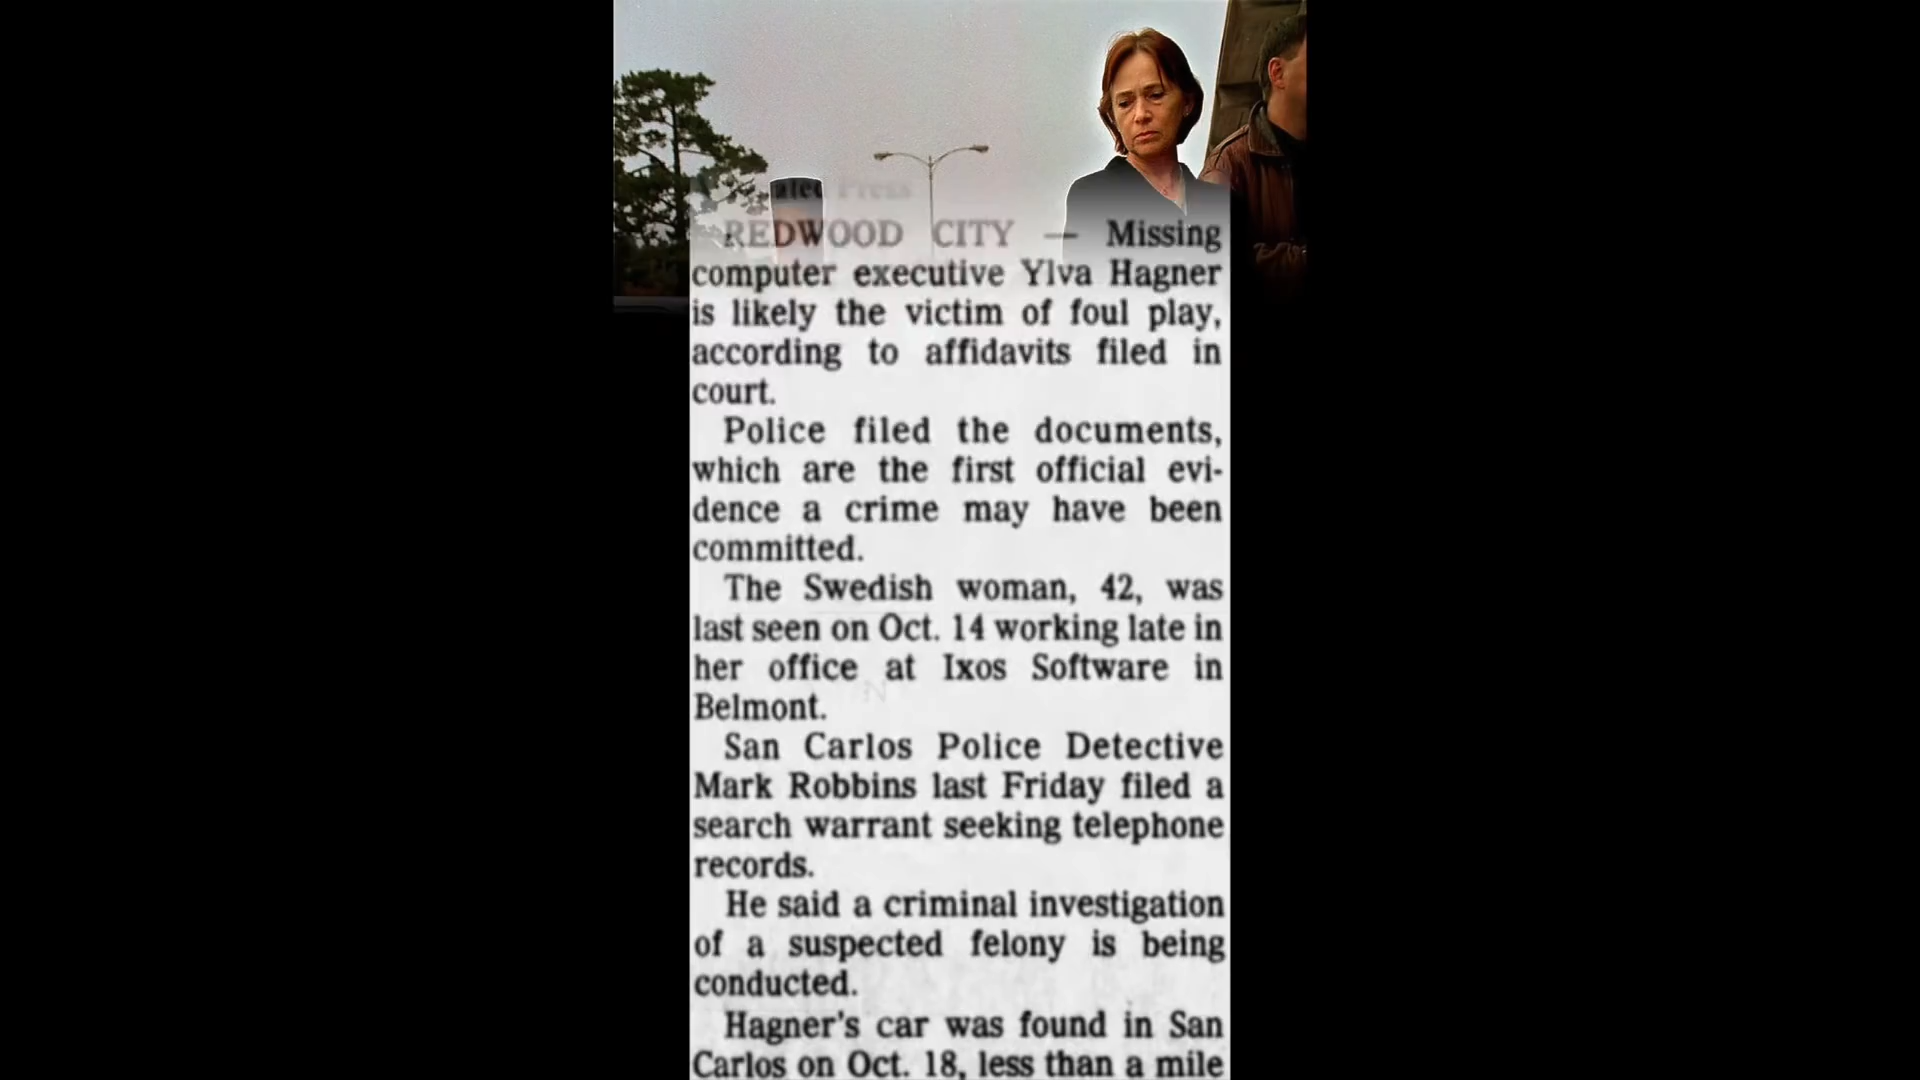 ated Press
REDWOOD CITY — Missing
computer executive Ylva Hagner
is likely the victim of foul play,
according to affidavits filed in
court.
Police filed the documents,
which are the first official evi-
dence a crime may have been
committed.
The Swedish woman, 42, was
last seen on Oct. 14 working late in
her office at Ixos Software in
Belmont.
San Carlos Police Detective
Mark Robbins last Friday filed a
search warrant seeking telephone
records.
He said a criminal investigation
of a suspected felony is being
conducted.
Hagner's car was found in San
Carlos on Oct. 18, less than a mile